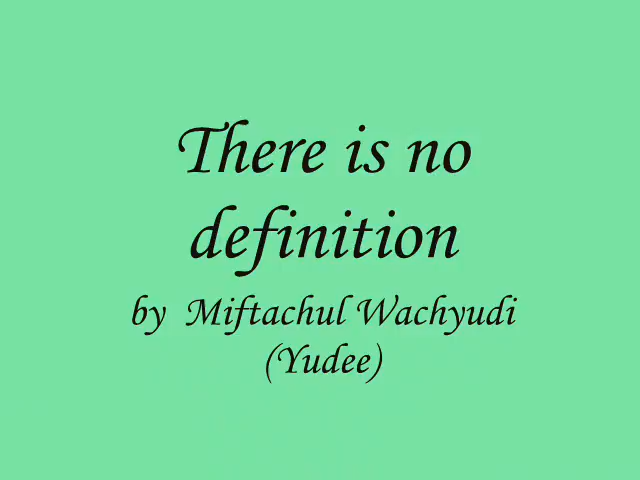 There is no
definition
by Miftachul Wachyudi
(Yudee)